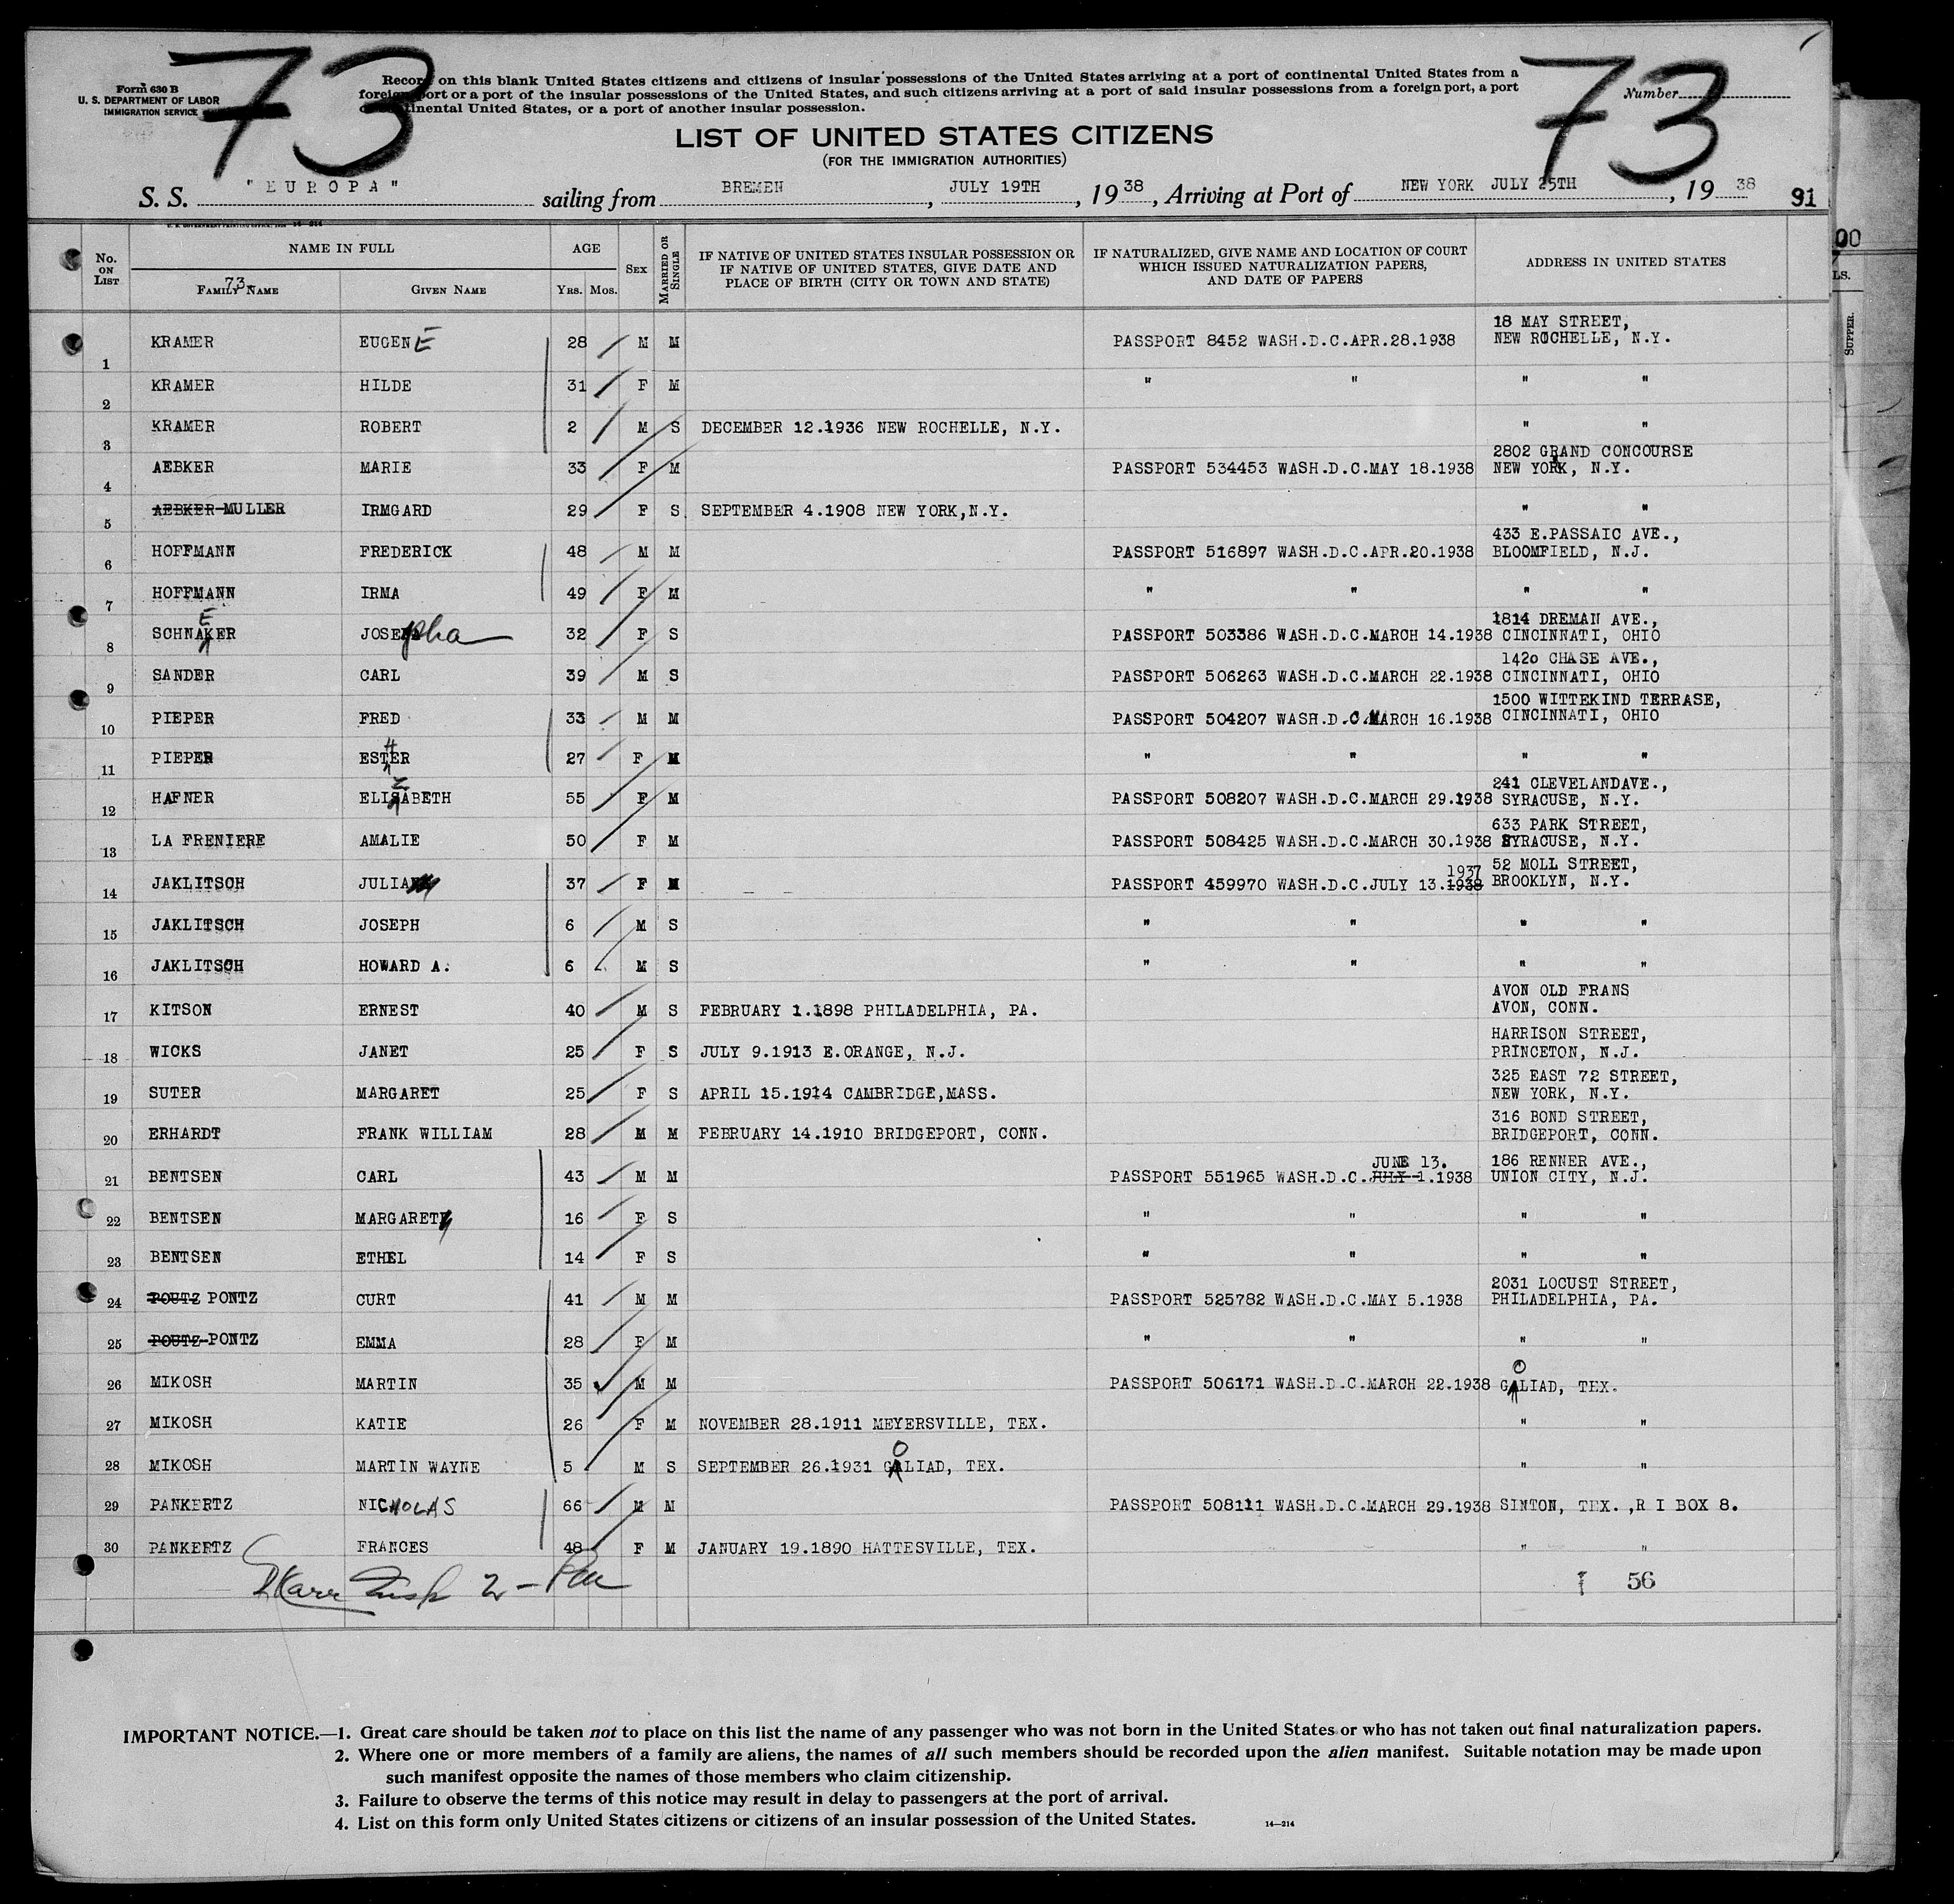 73
73
Form 630 B
U. S. DEPARTMENT OF LABOR
IMMIGRATION SERVICE
Record on this blank United States citizens and citizens of insular possessions of the United States arriving at a port of continental United States from a
foreign port or a port of the insular possessions of the United States, and such citizens arriving at a port of said insular possessions from a foreign port, a port
continental United States, or a port of another insular possession.
Number
LIST OF UNITED STATES CITIZENS
(FOR THE IMMIGRATION AUTHORITIES)
S. S. "EUROPA" sailing from BREMEN, JULY 19TH, 1938, Arriving at Port of NEW YORK JULY 25TH, 1938 91
No. ON LIST
NAME IN FULL
73
FAMILY NAME GIVEN NAME
AGE
YRS. MOS.
SEX
MARRIED OR SINGLE
IF NATIVE OF UNITED STATES INSULAR POSSESSION OR
IF NATIVE OF UNITED STATES, GIVE DATE AND
PLACE OF BIRTH (CITY OR TOWN AND STATE)
IF NATURALIZED, GIVE NAME AND LOCATION OF COURT
WHICH ISSUED NATURALIZATION PAPERS,
AND DATE OF PAPERS
ADDRESS IN UNITED STATES
18 MAY STREET,
1 KRAMER EUGENE 28 M M PASSPORT 8452 WASH.D.C.APR.28.1938 NEW ROCHELLE, N.Y.
2 KRAMER HILDE 31 F M " " " "
3 KRAMER ROBERT 2 M S DECEMBER 12.1936 NEW ROCHELLE, N.Y. " "
2802 GRAND CONCOURSE
4 AEBKER MARIE 33 F M PASSPORT 534453 WASH.D.C.MAY 18.1938 NEW YORK, N.Y.
5 AEBKER-MULLER IRMGARD 29 F S SEPTEMBER 4.1908 NEW YORK,N.Y. " "
433 E.PASSAIC AVE.,
6 HOFFMANN FREDERICK 48 M M PASSPORT 516897 WASH.D.C.APR.20.1938 BLOOMFIELD, N.J.
7 HOFFMANN IRMA 49 F M " " " "
E
1814 DREMAN AVE.,
8 SCHNAKER JOSEpha 32 F S PASSPORT 503386 WASH.D.C.MARCH 14.1938 CINCINNATI, OHIO
1420 CHASE AVE.,
9 SANDER CARL 39 M S PASSPORT 506263 WASH.D.C.MARCH 22.1938 CINCINNATI, OHIO
1500 WITTEKIND TERRASE,
10 PIEPER FRED 33 M M PASSPORT 504207 WASH.D.C.MARCH 16.1938 CINCINNATI, OHIO
H
11 PIEPER ESTER 27 F M " " " "
Z
241 CLEVELANDAVE.,
12 HAFNER ELISABETH 55 F M PASSPORT 508207 WASH.D.C.MARCH 29.1938 SYRACUSE, N.Y.
633 PARK STREET,
13 LA FRENIERE AMALIE 50 F M PASSPORT 508425 WASH.D.C.MARCH 30.1938 SYRACUSE, N.Y.
1937 52 MOLL STREET,
14 JAKLITSCH JULIA 37 F M PASSPORT 459970 WASH.D.C.JULY 13.1938 BROOKLYN, N.Y.
15 JAKLITSCH JOSEPH 6 M S " " " "
16 JAKLITSCH HOWARD A. 6 M S " " " "
AVON OLD FRANS
17 KITSON ERNEST 40 M S FEBRUARY 1.1898 PHILADELPHIA, PA. AVON, CONN.
HARRISON STREET,
18 WICKS JANET 25 F S JULY 9.1913 E.ORANGE, N.J. PRINCETON, N.J.
325 EAST 72 STREET,
19 SUTER MARGARET 25 F S APRIL 15.1914 CAMBRIDGE,MASS. NEW YORK, N.Y.
316 BOND STREET,
20 ERHARDT FRANK WILLIAM 28 M M FEBRUARY 14.1910 BRIDGEPORT, CONN. BRIDGEPORT, CONN.
JUNE 13. 186 RENNER AVE.,
21 BENTSEN CARL 43 M M PASSPORT 551965 WASH.D.C.JULY 1.1938 UNION CITY, N.J.
22 BENTSEN MARGARET 16 F S " " " "
23 BENTSEN ETHEL 14 F S " " " "
2031 LOCUST STREET,
24 POUTZ PONTZ CURT 41 M M PASSPORT 525782 WASH.D.C.MAY 5.1938 PHILADELPHIA, PA.
25 POUTZ-PONTZ EMMA 28 F M " " " "
O
26 MIKOSH MARTIN 35 M M PASSPORT 506171 WASH.D.C.MARCH 22.1938 GALIAD, TEX.
27 MIKOSH KATIE 26 F M NOVEMBER 28.1911 MEYERSVILLE, TEX. " "
O
28 MIKOSH MARTIN WAYNE 5 M S SEPTEMBER 26.1931 GALIAD, TEX. " "
29 PANKERTZ NICHOLAS 66 M M PASSPORT 508111 WASH.D.C.MARCH 29.1938 SINTON, TEX. ,R I BOX 8.
30 PANKERTZ FRANCES 48 F M JANUARY 19.1890 HATTESVILLE, TEX. " "
56
IMPORTANT NOTICE.—1. Great care should be taken not to place on this list the name of any passenger who was not born in the United States or who has not taken out final naturalization papers.
2. Where one or more members of a family are aliens, the names of all such members should be recorded upon the alien manifest. Suitable notation may be made upon
such manifest opposite the names of those members who claim citizenship.
3. Failure to observe the terms of this notice may result in delay to passengers at the port of arrival.
4. List on this form only United States citizens or citizens of an insular possession of the United States.
14—214